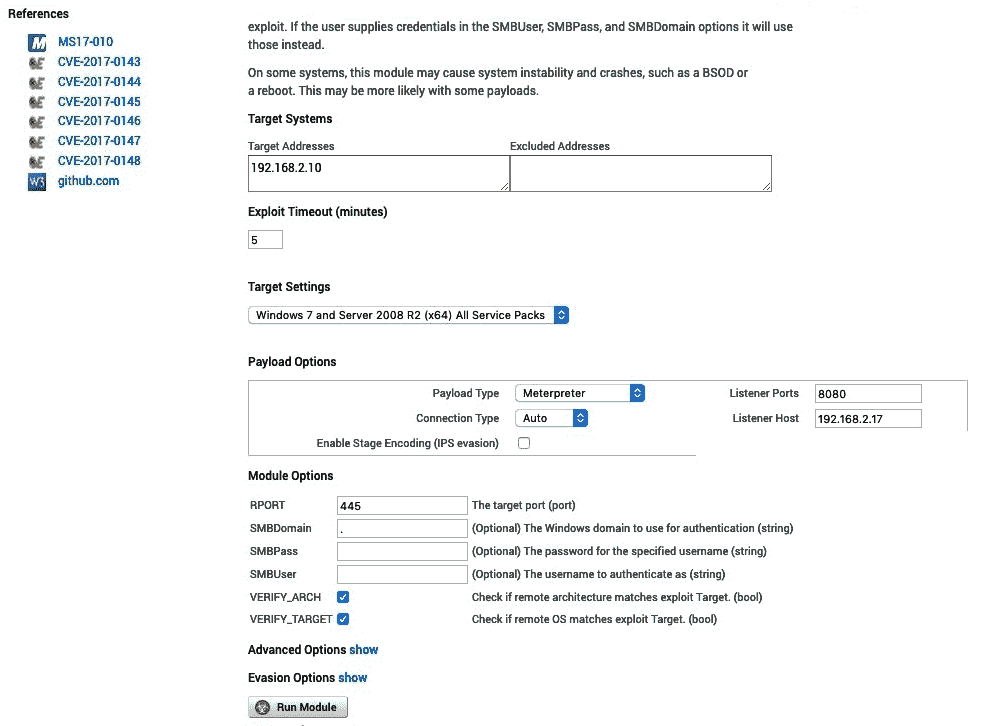 References
MS17-010
CVE-2017-0143
CVE-2017-0144
CVE-2017-0145
CVE-2017-0146
CVE-2017-0147
CVE-2017-0148
W3 github.com
exploit. If the user supplies credentials in the SMBUser, SMBPass, and SMBDomain options it will use
those instead.
On some systems, this module may cause system instability and crashes, such as a BSOD or
a reboot. This may be more likely with some payloads.
Target Systems
Target Addresses Excluded Addresses
192.168.2.10
Exploit Timeout (minutes)
5
Target Settings
Windows 7 and Server 2008 R2 (x64) All Service Packs
Payload Options
Payload Type Meterpreter Listener Ports 8080
Connection Type Auto Listener Host 192.168.2.17
Enable Stage Encoding (IPS evasion)
Module Options
RPORT 445 The target port (port)
SMBDomain . (Optional) The Windows domain to use for authentication (string)
SMBPass (Optional) The password for the specified username (string)
SMBUser (Optional) The username to authenticate as (string)
VERIFY_ARCH Check if remote architecture matches exploit Target. (bool)
VERIFY_TARGET Check if remote OS matches exploit Target. (bool)
Advanced Options show
Evasion Options show
Run Module